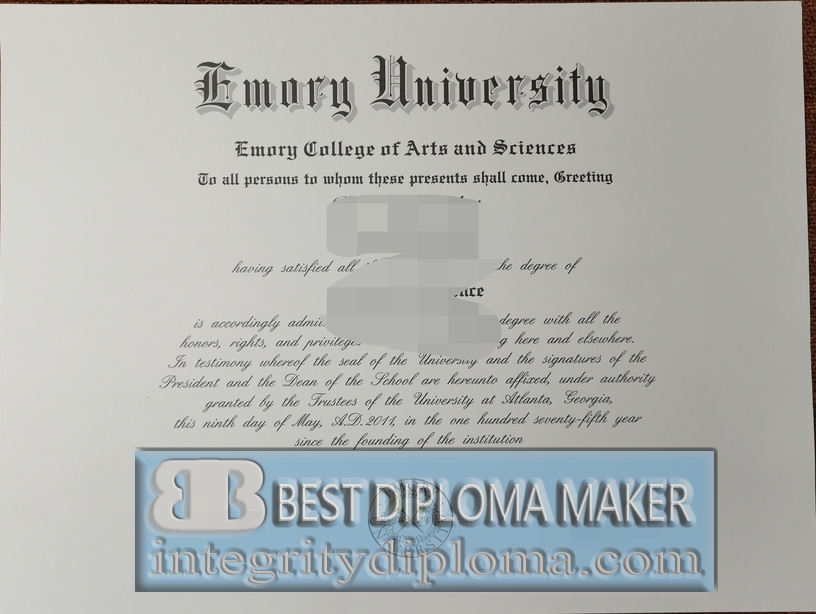 Emory University
Emory College of Arts and Sciences
To all persons to whom these presents shall come, Greeting
having satisfied all the degree of
is accordingly degree with all the
honors, rights, and privileges here and elsewhere.
In testimony whereof the seal of the University and the signatures of the
President and the Dean of the School are hereunto affixed, under authority
granted by the Trustees of the University at Atlanta, Georgia,
this ninth day of May, A.D. 2011, in the one hundred seventy-fifth year
since the founding of the institution
BB BEST DIPLOMA MAKER
integritydiploma.com